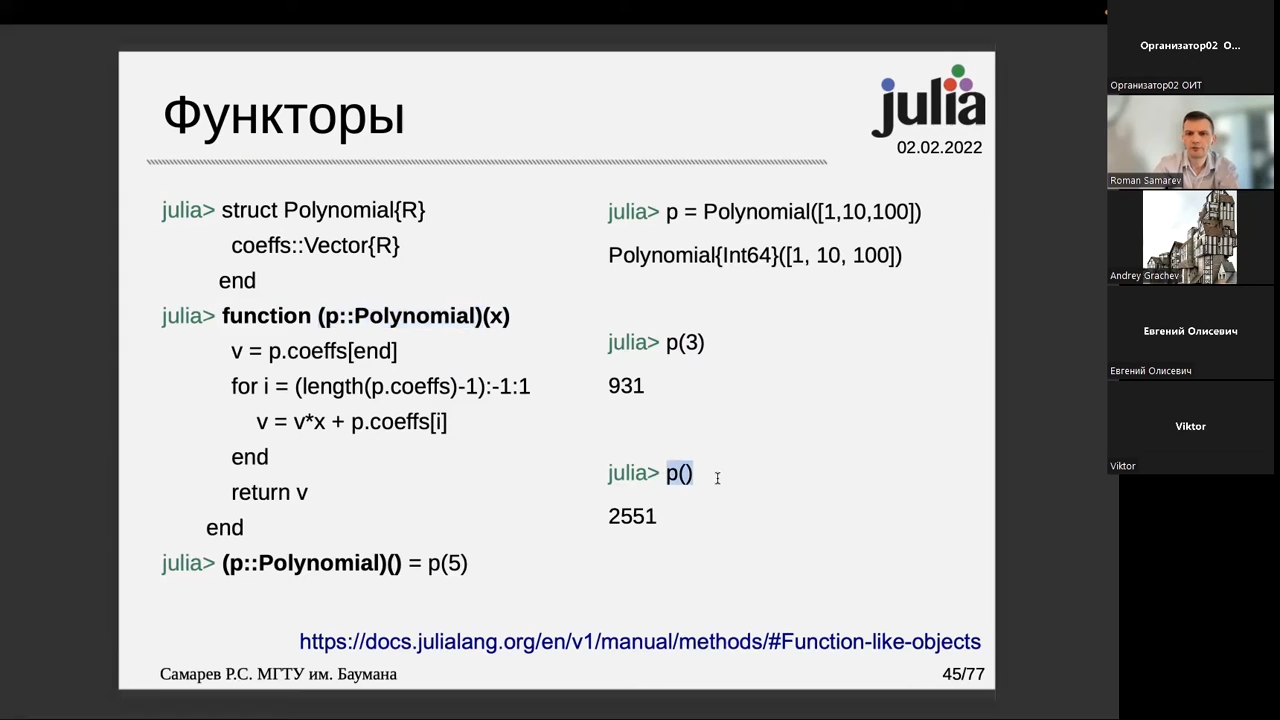 Функторы
julia
02.02.2022
julia> struct Polynomial{R}
coeffs::Vector{R}
end
julia> function (p::Polynomial)(x)
v = p.coeffs[end]
for i = (length(p.coeffs)-1):-1:1
v = v*x + p.coeffs[i]
end
return v
end
julia> (p::Polynomial)() = p(5)
julia> p = Polynomial([1,10,100])
Polynomial{Int64}([1, 10, 100])
julia> p(3)
931
julia> p()
2551
https://docs.julialang.org/en/v1/manual/methods/#Function-like-objects
Самарев Р.С. МГТУ им. Баумана
45/77
Организатор02 О...
Организатор02 ОИТ
Roman Samarev
Andrey Grachev
Евгений Олисевич
Евгений Олисевич
Viktor
Viktor